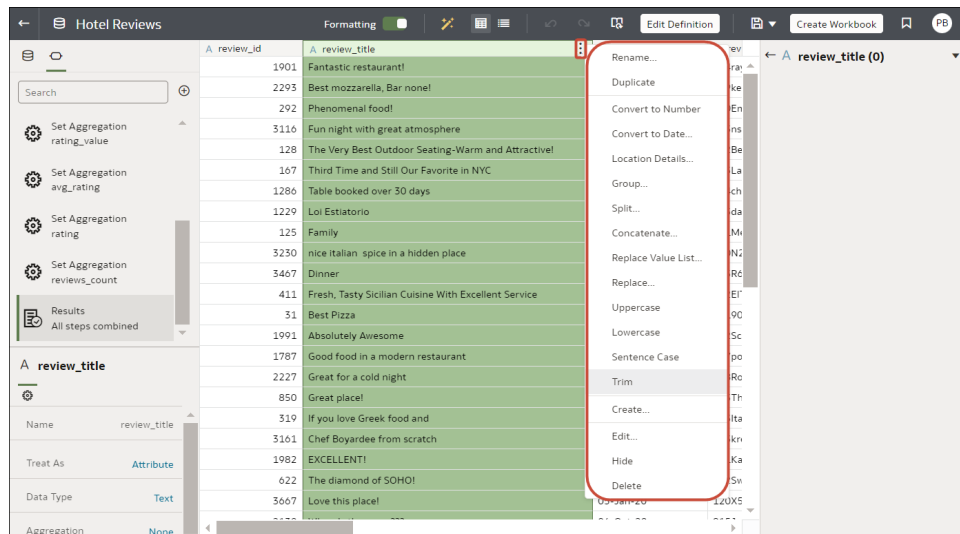 Hotel Reviews
Formatting
Edit Definition
Create Workbook
PB
Search
Set Aggregation
rating_value
Set Aggregation
avg_rating
Set Aggregation
rating
Set Aggregation
reviews_count
Results
All steps combined
A review_title
Name review_title
Treat As Attribute
Data Type Text
Aggregation None
A review_id A review_title
1901 Fantastic restaurant!
2293 Best mozzarella, Bar none!
292 Phenomenal food!
3116 Fun night with great atmosphere
128 The Very Best Outdoor Seating-Warm and Attractive!
167 Third Time and Still Our Favorite in NYC
1286 Table booked over 30 days
1229 Loi Estiatorio
125 Family
3230 nice italian spice in a hidden place
3467 Dinner
411 Fresh, Tasty Sicilian Cuisine With Excellent Service
31 Best Pizza
1991 Absolutely Awesome
1787 Good food in a modern restaurant
2227 Great for a cold night
850 Great place!
319 If you love Greek food and
3161 Chef Boyardee from scratch
1982 EXCELLENT!
622 The diamond of SOHO!
3667 Love this place!
Rename...
Duplicate
Convert to Number
Convert to Date...
Location Details...
Group...
Split...
Concatenate...
Replace Value List...
Replace...
Uppercase
Lowercase
Sentence Case
Trim
Create...
Edit...
Hide
Delete
A review_title (0)